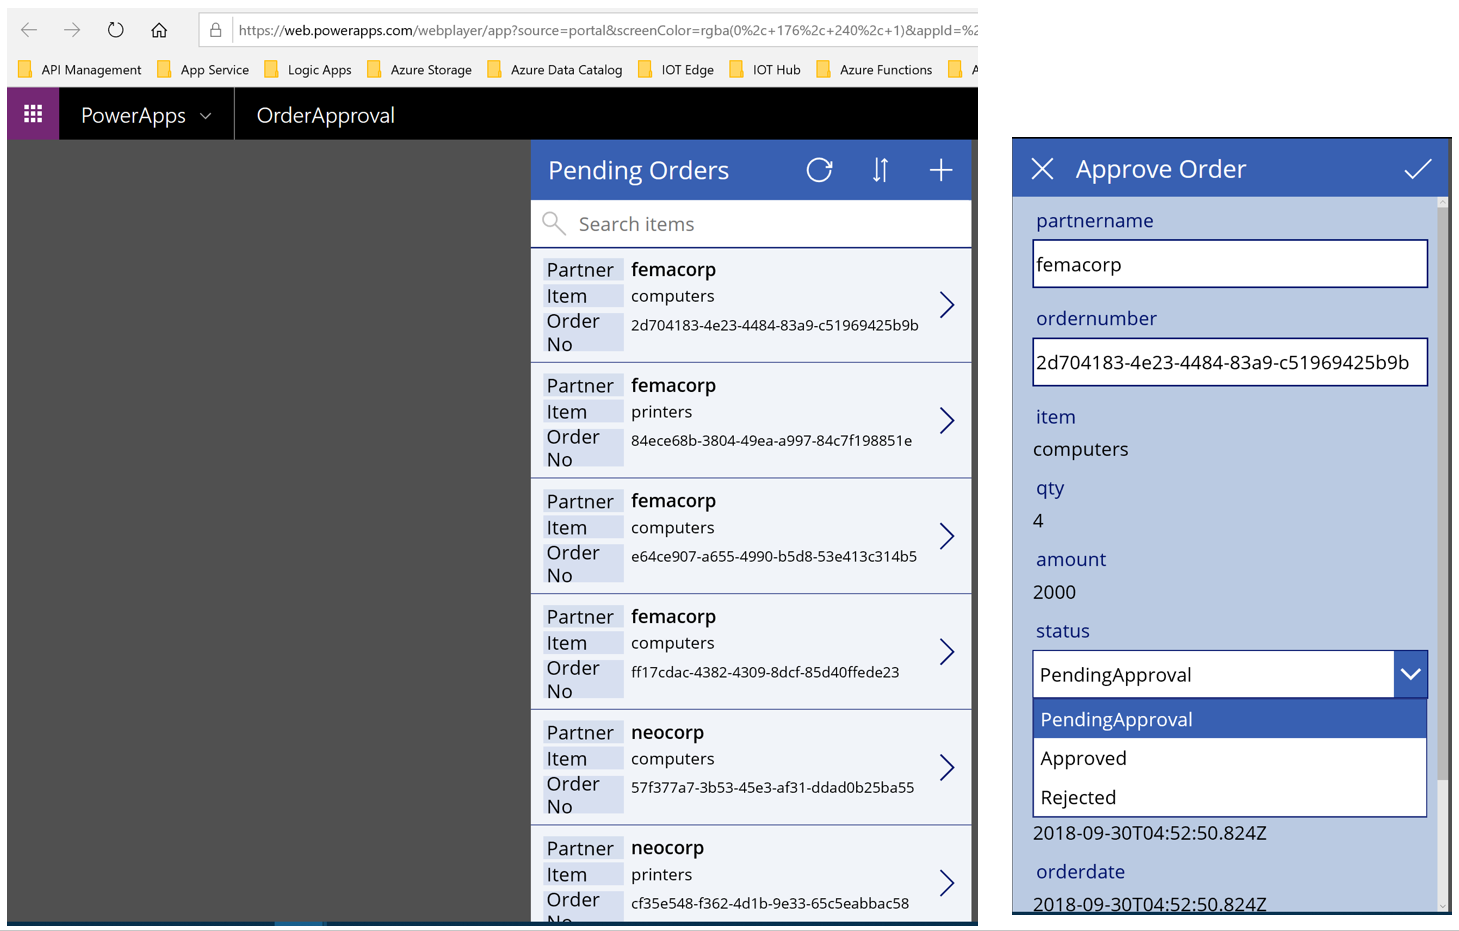 https://web.powerapps.com/webplayer/app?source=portal&screenColor=rgba(0%2c+176%2c+240%2c+1)&appId=%2
API Management App Service Logic Apps Azure Storage Azure Data Catalog IOT Edge IOT Hub Azure Functions
PowerApps OrderApproval
Pending Orders
Search items
Partner femacorp
Item computers
Order No 2d704183-4e23-4484-83a9-c51969425b9b
Partner femacorp
Item printers
Order No 84ece68b-3804-49ea-a997-84c7f198851e
Partner femacorp
Item computers
Order No e64ce907-a655-4990-b5d8-53e413c314b5
Partner femacorp
Item computers
Order No ff17cdac-4382-4309-8dcf-85d40ffede23
Partner neocorp
Item computers
Order No 57f377a7-3b53-45e3-af31-ddad0b25ba55
Partner neocorp
Item printers
Order No cf35e548-f362-4d1b-9e33-65c5eabbac58
Approve Order
partnername
femacorp
ordernumber
2d704183-4e23-4484-83a9-c51969425b9b
item
computers
qty
4
amount
2000
status
PendingApproval
PendingApproval
Approved
Rejected
2018-09-30T04:52:50.824Z
orderdate
2018-09-30T04:52:50.824Z